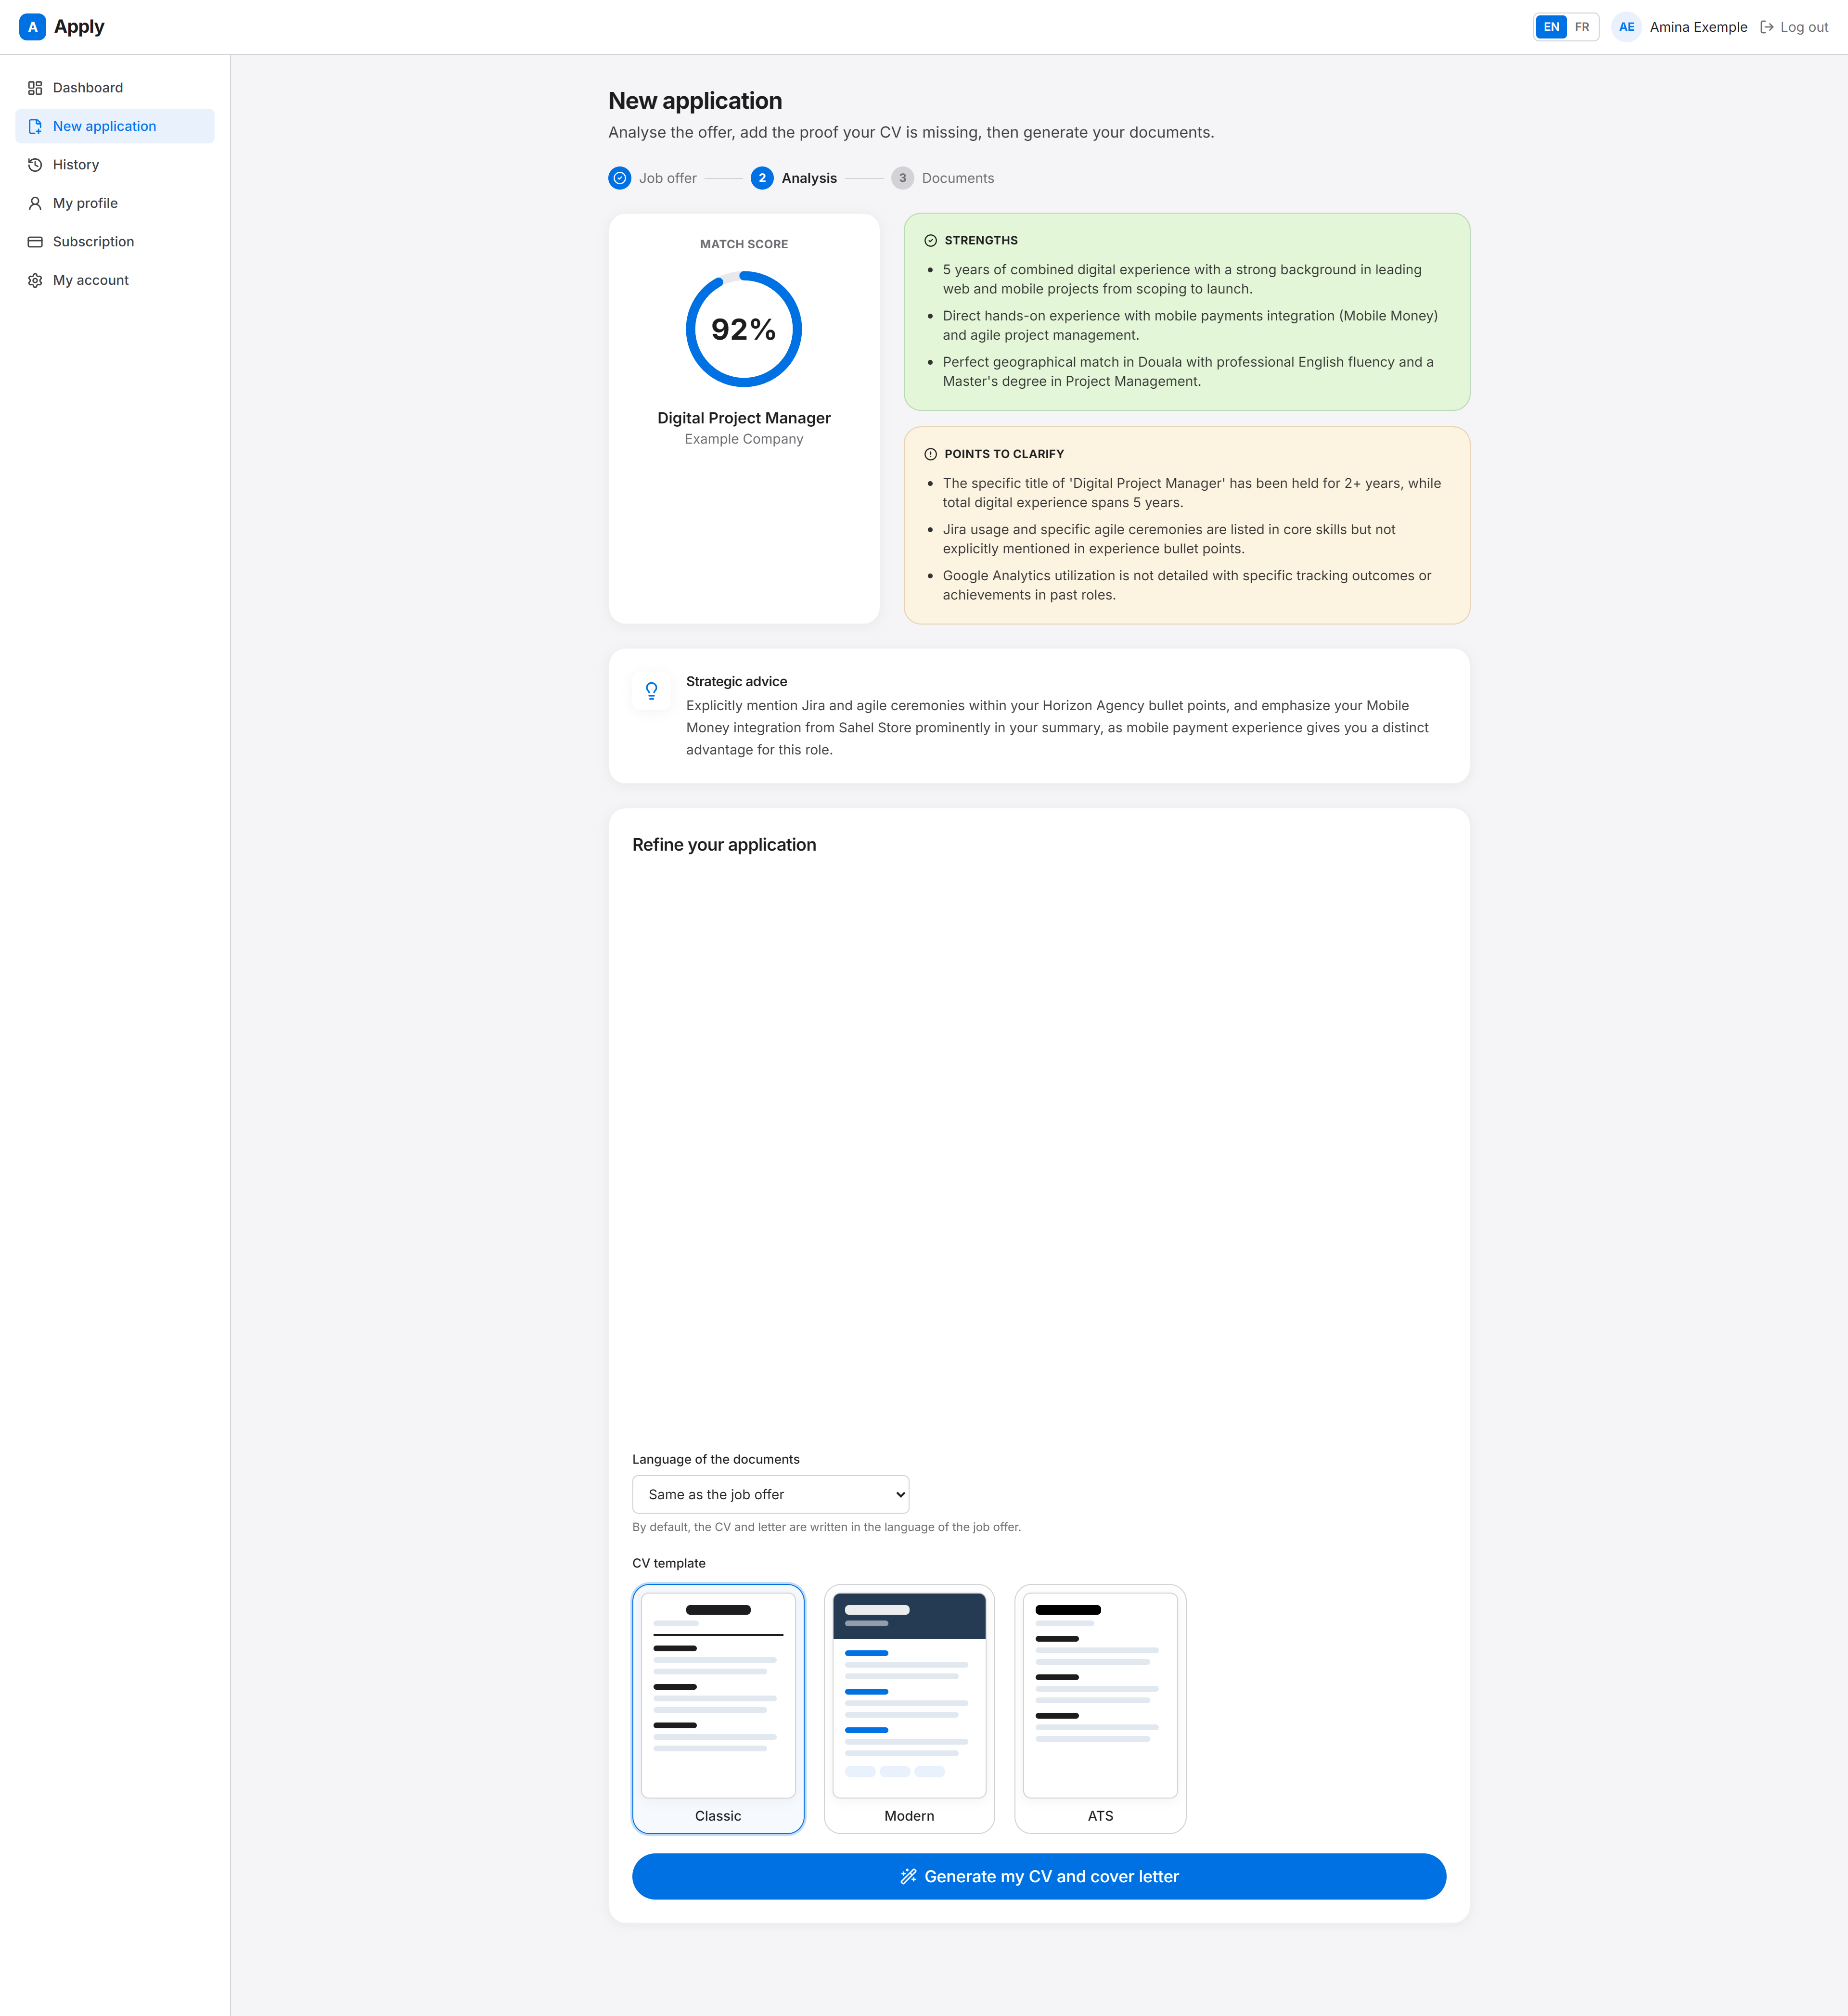 A Apply
EN FR AE Amina Exemple Log out
Dashboard
New application
History
My profile
Subscription
My account
New application
Analyse the offer, add the proof your CV is missing, then generate your documents.
Job offer 2 Analysis 3 Documents
MATCH SCORE
92%
Digital Project Manager
Example Company
STRENGTHS
• 5 years of combined digital experience with a strong background in leading
web and mobile projects from scoping to launch.
• Direct hands-on experience with mobile payments integration (Mobile Money)
and agile project management.
• Perfect geographical match in Douala with professional English fluency and a
Master's degree in Project Management.
POINTS TO CLARIFY
• The specific title of 'Digital Project Manager' has been held for 2+ years, while
total digital experience spans 5 years.
• Jira usage and specific agile ceremonies are listed in core skills but not
explicitly mentioned in experience bullet points.
• Google Analytics utilization is not detailed with specific tracking outcomes or
achievements in past roles.
Strategic advice
Explicitly mention Jira and agile ceremonies within your Horizon Agency bullet points, and emphasize your Mobile
Money integration from Sahel Store prominently in your summary, as mobile payment experience gives you a distinct
advantage for this role.
Refine your application
Language of the documents
Same as the job offer
By default, the CV and letter are written in the language of the job offer.
CV template
Classic
Modern
ATS
Generate my CV and cover letter